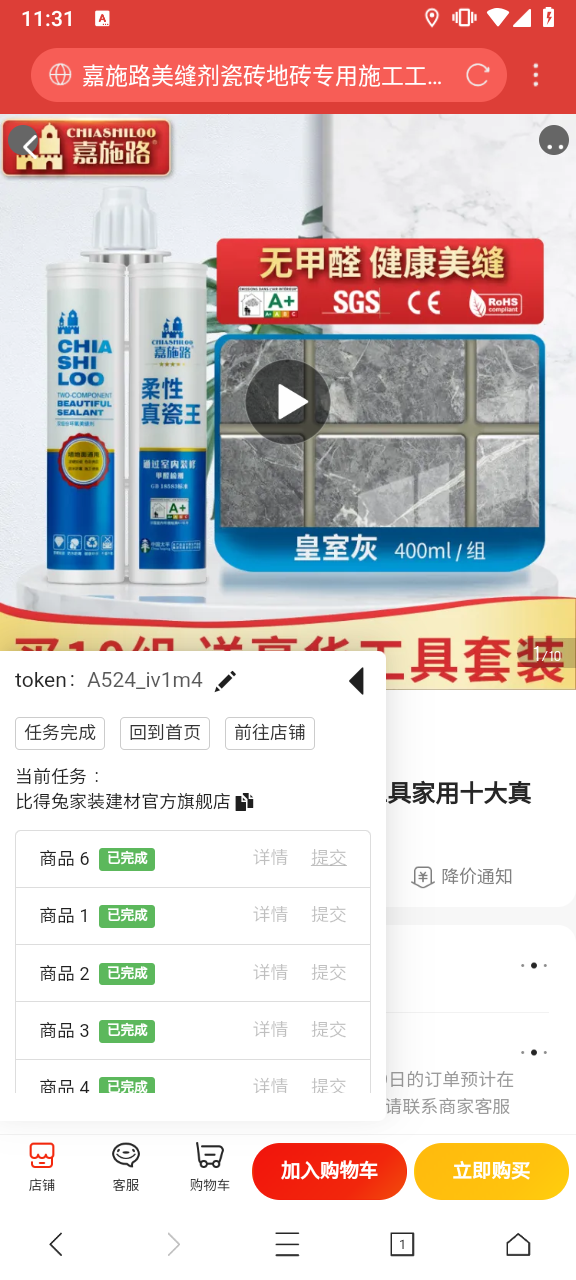 11:31
A
嘉施路美缝剂瓷砖地砖专用施工工...
CHIASHILOO
嘉施路
无甲醛 健康美缝
A+
SGS
CE
RoHS
compliant
CHIA
SHI
LOO
TWO-COMPONENT
BEAUTIFUL
SEALANT
CHIASHILOO
嘉施路
柔性
真瓷王
通过室内装修
A+
皇室灰 400ml / 组
买10组 送豪华工具套装
1/10
token： A524_iv1m4
任务完成 回到首页 前往店铺
当前任务：
比得兔家装建材官方旗舰店
具家用十大真
商品 6 已完成 详情 提交
降价通知
商品 1 已完成 详情 提交
商品 2 已完成 详情 提交
商品 3 已完成 详情 提交
商品 4 已完成 详情 提交
日的订单预计在
请联系商家客服
店铺 客服 购物车 加入购物车 立即购买
1